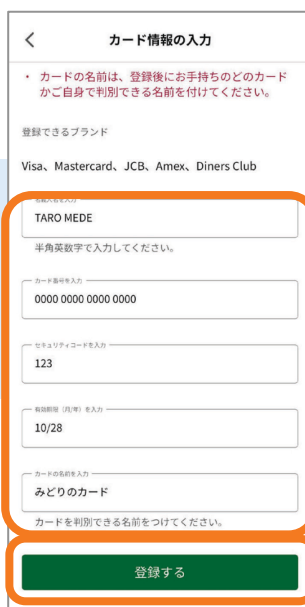 カード情報の入力
・ カードの名前は、登録後にお手持ちのどのカード
かご自身で判別できる名前を付けてください。
登録できるブランド
Visa、Mastercard、JCB、Amex、Diners Club
名義人名を入力
TARO MEDE
半角英数字で入力してください。
カード番号を入力
0000 0000 0000 0000
セキュリティコードを入力
123
有効期限（月/年）を入力
10/28
カードの名前を入力
みどりのカード
カードを判別できる名前をつけてください。
登録する